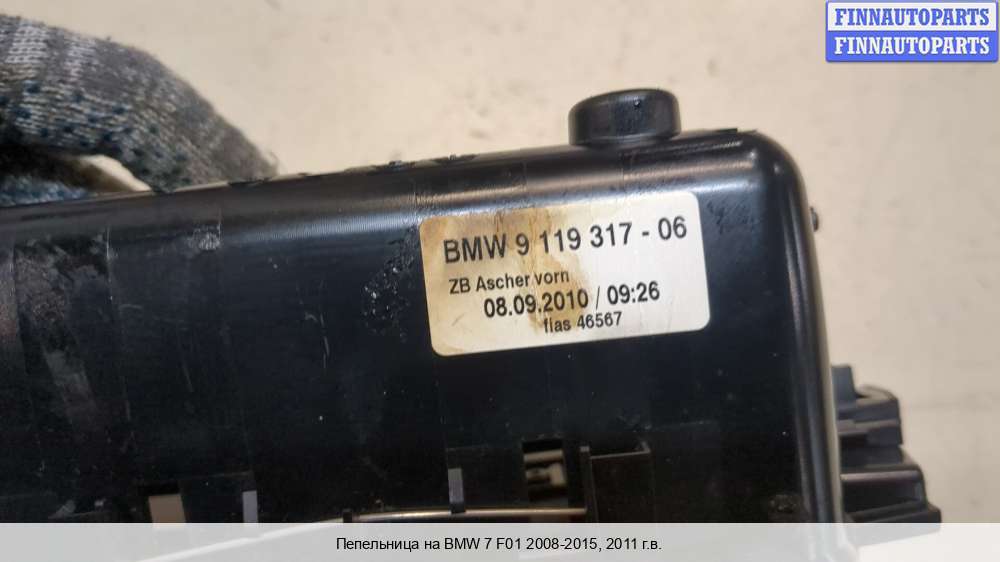 FINNAUTOPARTS
FINNAUTOPARTS
BMW 9 119 317 - 06
ZB Ascher vorn
08.09.2010 / 09:26
flas 46567
Пепельница на BMW 7 F01 2008-2015, 2011 г.в.